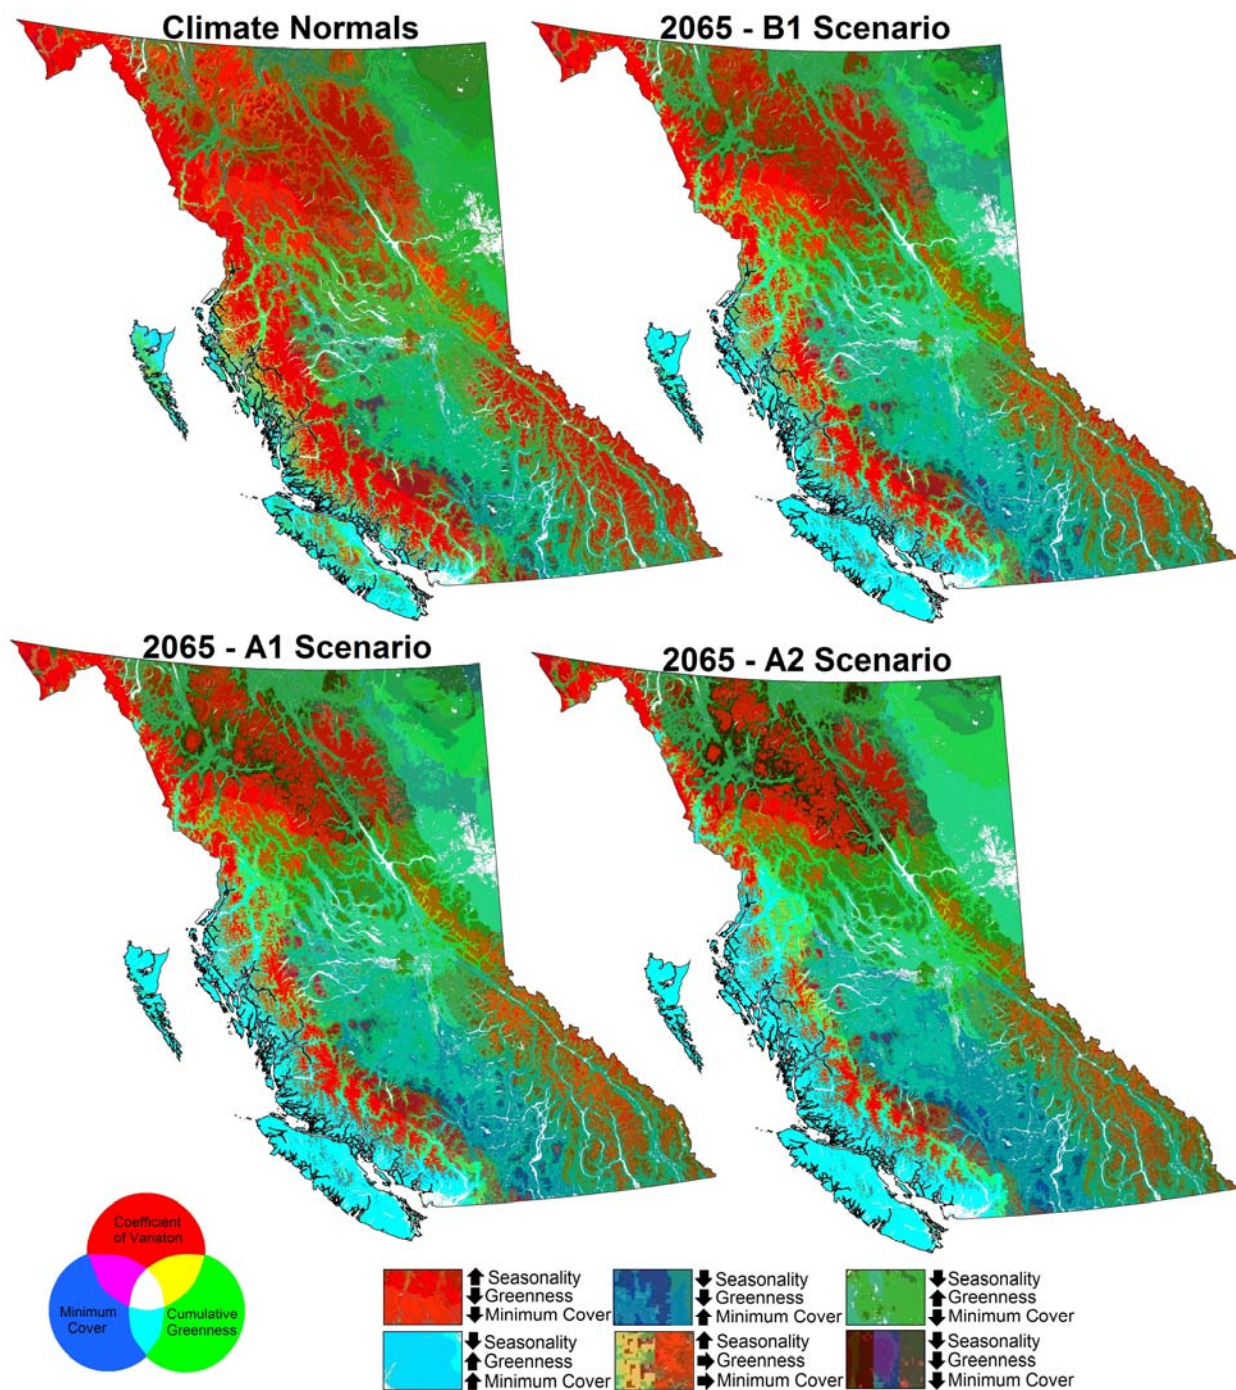 Climate Normals
2065 - B1 Scenario
2065 - A1 Scenario
2065 - A2 Scenario
Coefficient
of Variaton
Minimum
Cover
Cumulative
Greenness
Seasonality
Greenness
Minimum Cover
Seasonality
Greenness
Minimum Cover
Seasonality
Greenness
Minimum Cover
Seasonality
Greenness
Minimum Cover
Seasonality
Greenness
Minimum Cover
Seasonality
Greenness
Minimum Cover